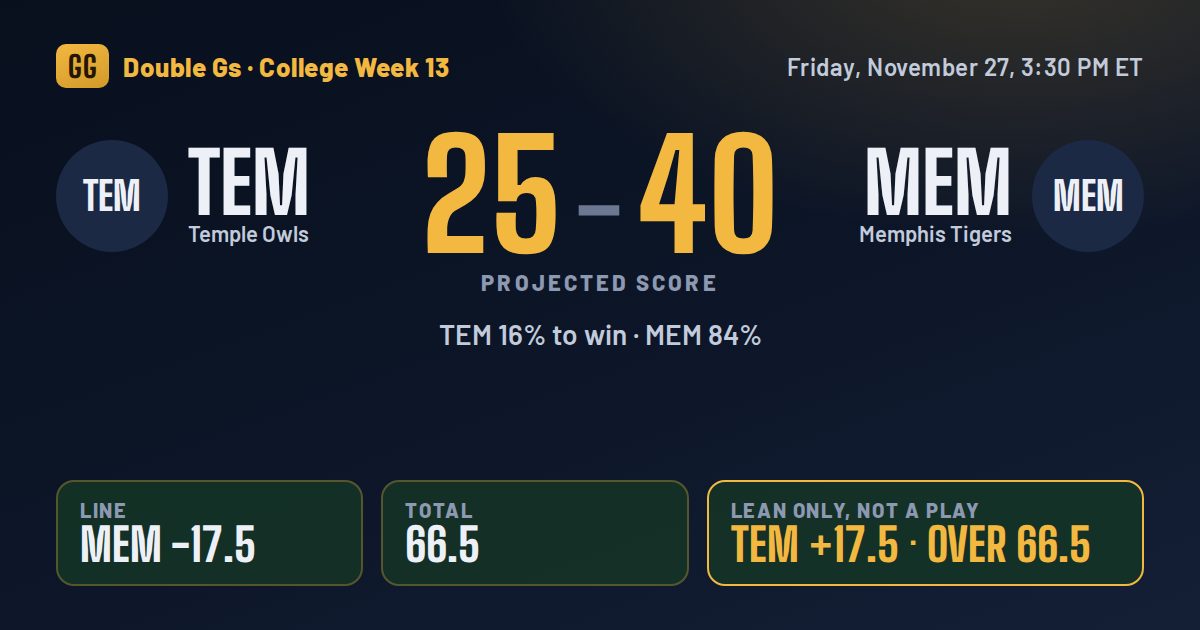 GG Double Gs · College Week 13
Friday, November 27, 3:30 PM ET
TEM
TEM
Temple Owls
25 – 40
PROJECTED SCORE
TEM 16% to win · MEM 84%
MEM
Memphis Tigers
MEM
LINE
MEM −17.5
TOTAL
66.5
LEAN ONLY, NOT A PLAY
TEM +17.5 · OVER 66.5